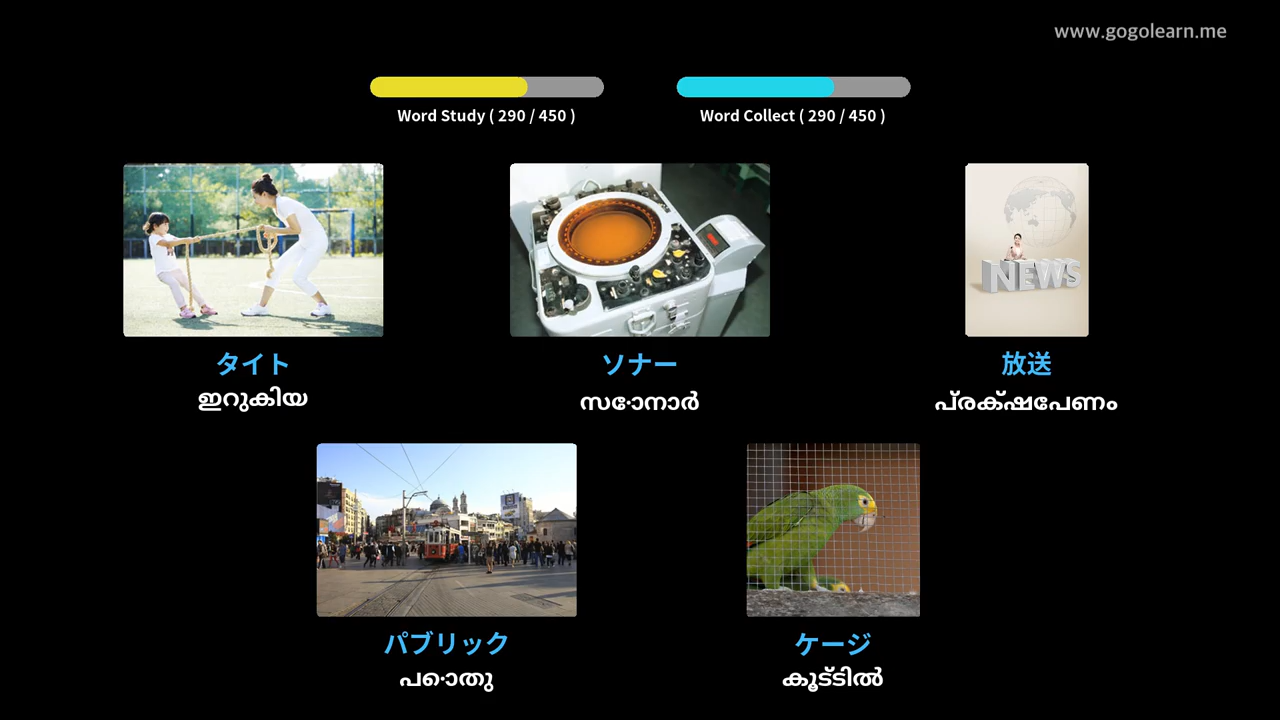 www.gogolearn.me
Word Study ( 290 / 450 )
Word Collect ( 290 / 450 )
NEWS
タイト
ഇറുകിയ
ソナー
സോനാർ
放送
പ്രക്ഷപേണം
パブリック
പൊതു
ケージ
കൂട്ടിൽ